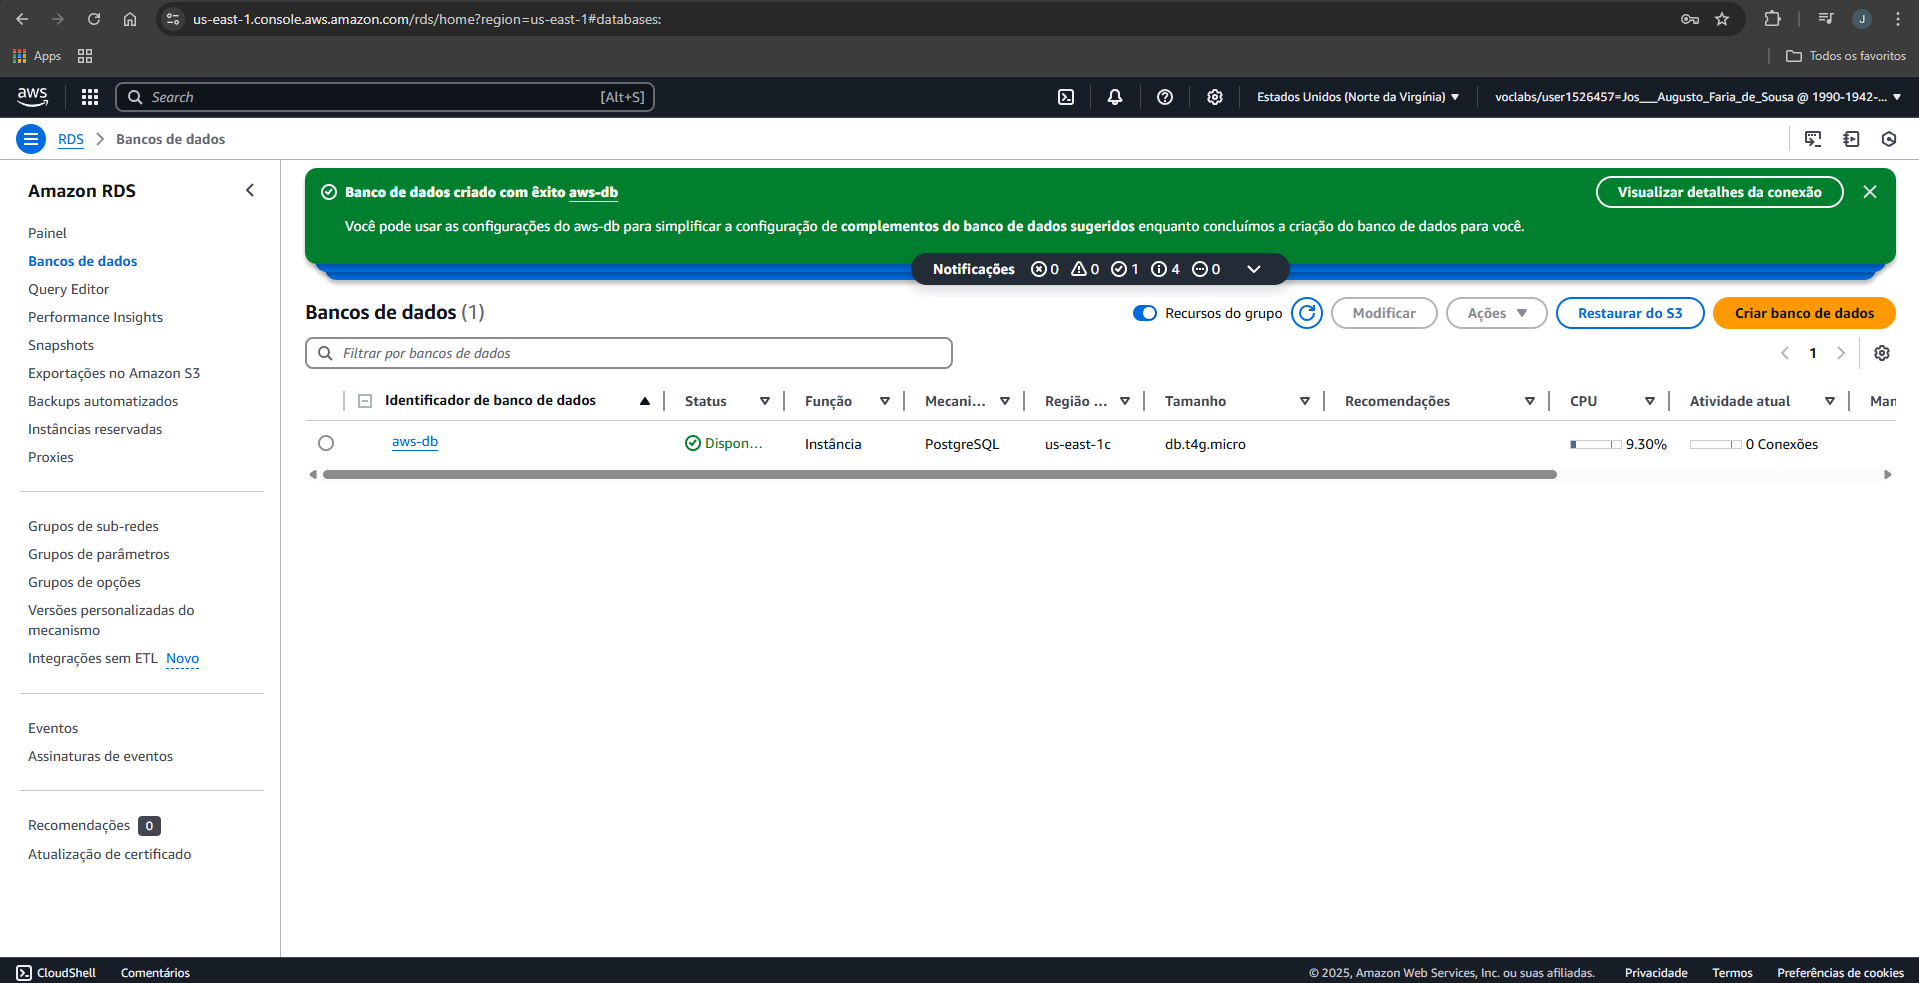 us-east-1.console.aws.amazon.com/rds/home?region=us-east-1#databases:
J
Apps
Todos os favoritos
aws
Search
[Alt+S]
Estados Unidos (Norte da Virgínia)
voclabs/user1526457=Jos___Augusto_Faria_de_Sousa @ 1990-1942-...
RDS
Bancos de dados
Amazon RDS
Painel
Bancos de dados
Query Editor
Performance Insights
Snapshots
Exportações no Amazon S3
Backups automatizados
Instâncias reservadas
Proxies
Grupos de sub-redes
Grupos de parâmetros
Grupos de opções
Versões personalizadas do
mecanismo
Integrações sem ETL Novo
Eventos
Assinaturas de eventos
Recomendações 0
Atualização de certificado
Banco de dados criado com êxito aws-db
Visualizar detalhes da conexão
Você pode usar as configurações do aws-db para simplificar a configuração de complementos do banco de dados sugeridos enquanto concluímos a criação do banco de dados para você.
Notificações 0 0 1 4 0
Bancos de dados (1)
Recursos do grupo
Modificar
Ações
Restaurar do S3
Criar banco de dados
Filtrar por bancos de dados
1
Identificador de banco de dados Status Função Mecani... Região ... Tamanho Recomendações CPU Atividade atual Man
aws-db Dispon... Instância PostgreSQL us-east-1c db.t4g.micro 9.30% 0 Conexões
CloudShell
Comentários
© 2025, Amazon Web Services, Inc. ou suas afiliadas.
Privacidade
Termos
Preferências de cookies